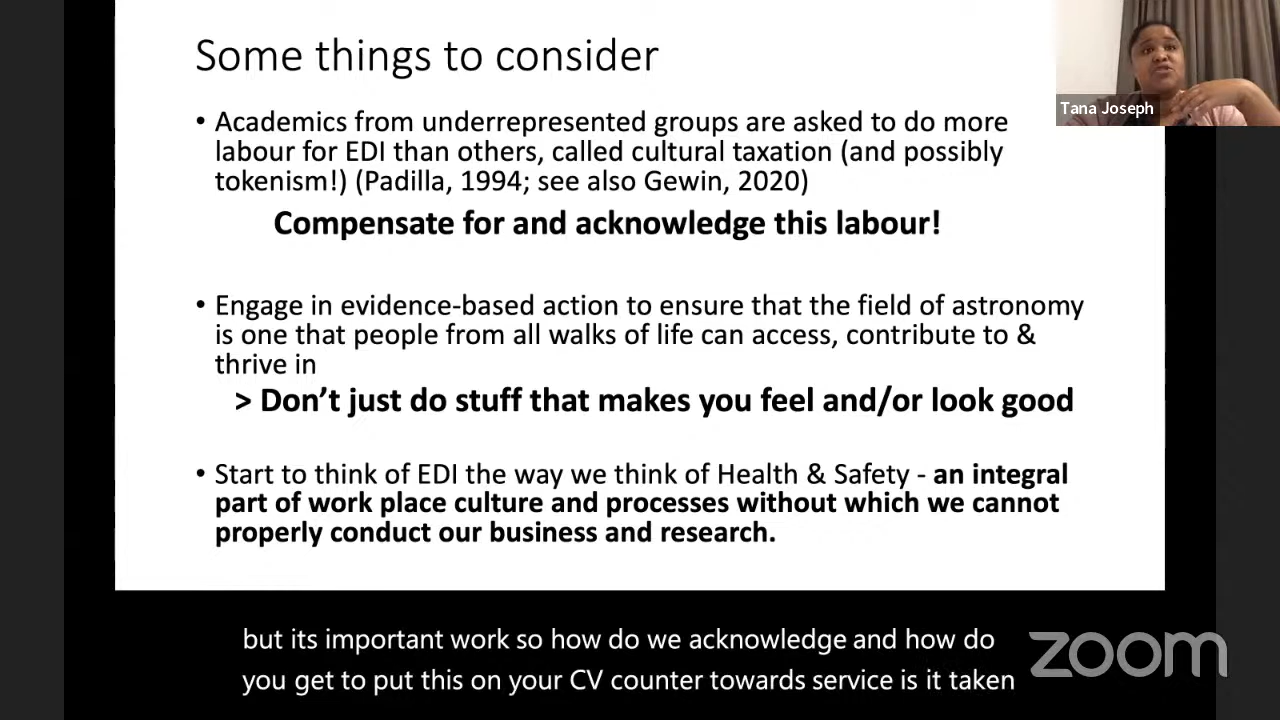 Some things to consider
• Academics from underrepresented groups are asked to do more
labour for EDI than others, called cultural taxation (and possibly
tokenism!) (Padilla, 1994; see also Gewin, 2020)
Compensate for and acknowledge this labour!
• Engage in evidence-based action to ensure that the field of astronomy
is one that people from all walks of life can access, contribute to &
thrive in
> Don’t just do stuff that makes you feel and/or look good
• Start to think of EDI the way we think of Health & Safety - an integral
part of work place culture and processes without which we cannot
properly conduct our business and research.
Tana Joseph
but its important work so how do we acknowledge and how do
you get to put this on your CV counter towards service is it taken
zoom